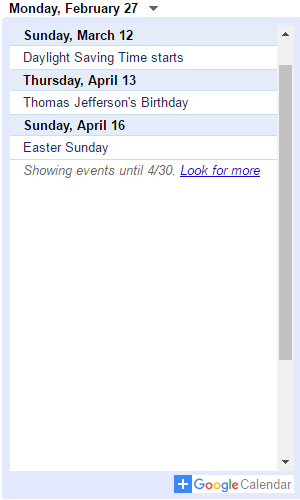 Monday, February 27
Sunday, March 12
Daylight Saving Time starts
Thursday, April 13
Thomas Jefferson's Birthday
Sunday, April 16
Easter Sunday
Showing events until 4/30. Look for more
Google Calendar